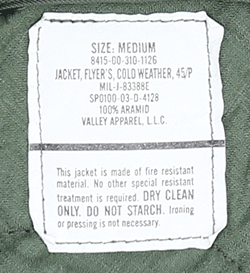 SIZE: MEDIUM
8415-00-310-1126
JACKET, FLYER'S, COLD WEATHER, 45/P
MIL-J-83388E
SP0100-03-D-4128
100% ARAMID
VALLEY APPAREL, L.L.C.
This jacket is made of fire resistant
material. No other special resistant
treatment is required. DRY CLEAN
ONLY. DO NOT STARCH. Ironing
or pressing is not necessary.